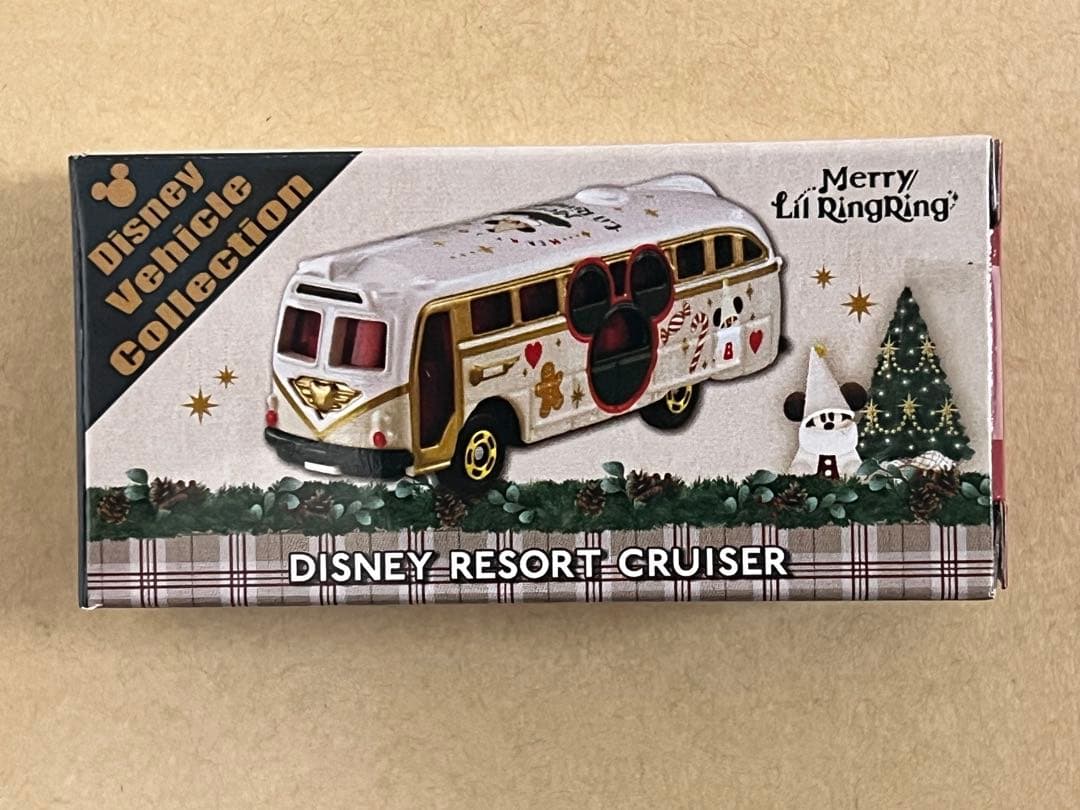 Disney
Vehicle
Collection
Merry
Lil RingRing
DISNEY RESORT CRUISER